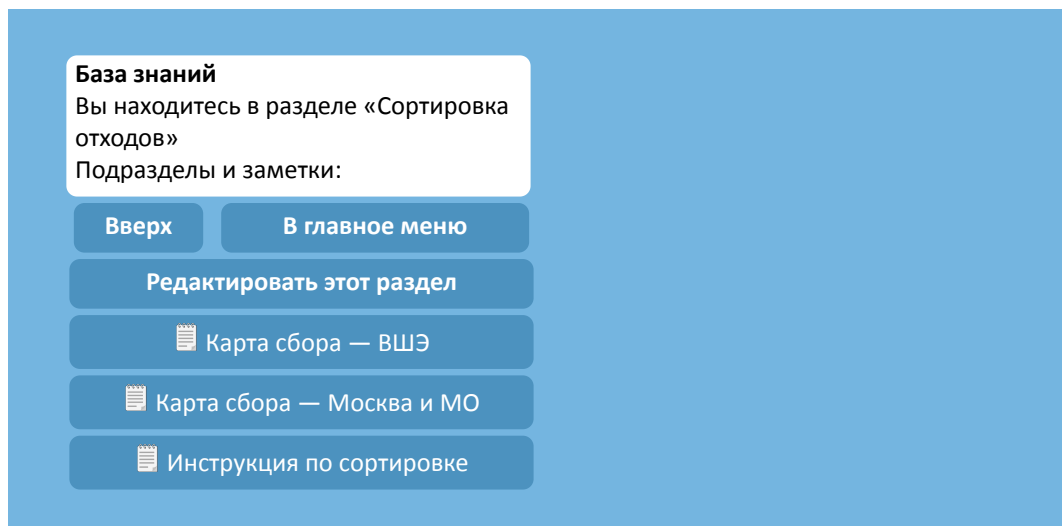 База знаний
Вы находитесь в разделе «Сортировка
отходов»
Подразделы и заметки:
Вверх
В главное меню
Редактировать этот раздел
Карта сбора — ВШЭ
Карта сбора — Москва и МО
Инструкция по сортировке